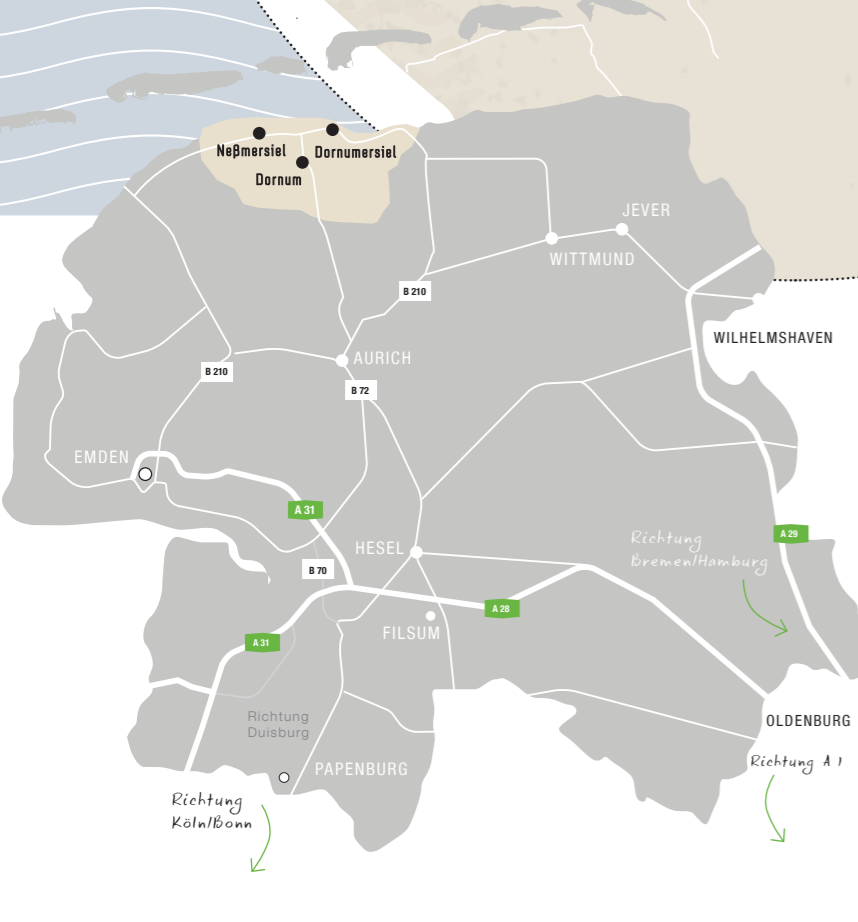 Neßmersiel
Dornumersiel
Dornum
JEVER
WITTMUND
B 210
WILHELMSHAVEN
AURICH
B 210
B 72
EMDEN
A 31
A 29
Richtung
Bremen/Hamburg
HESEL
B 70
A 28
FILSUM
A 31
Richtung
Duisburg
OLDENBURG
Richtung A 1
PAPENBURG
Richtung
Köln/Bonn